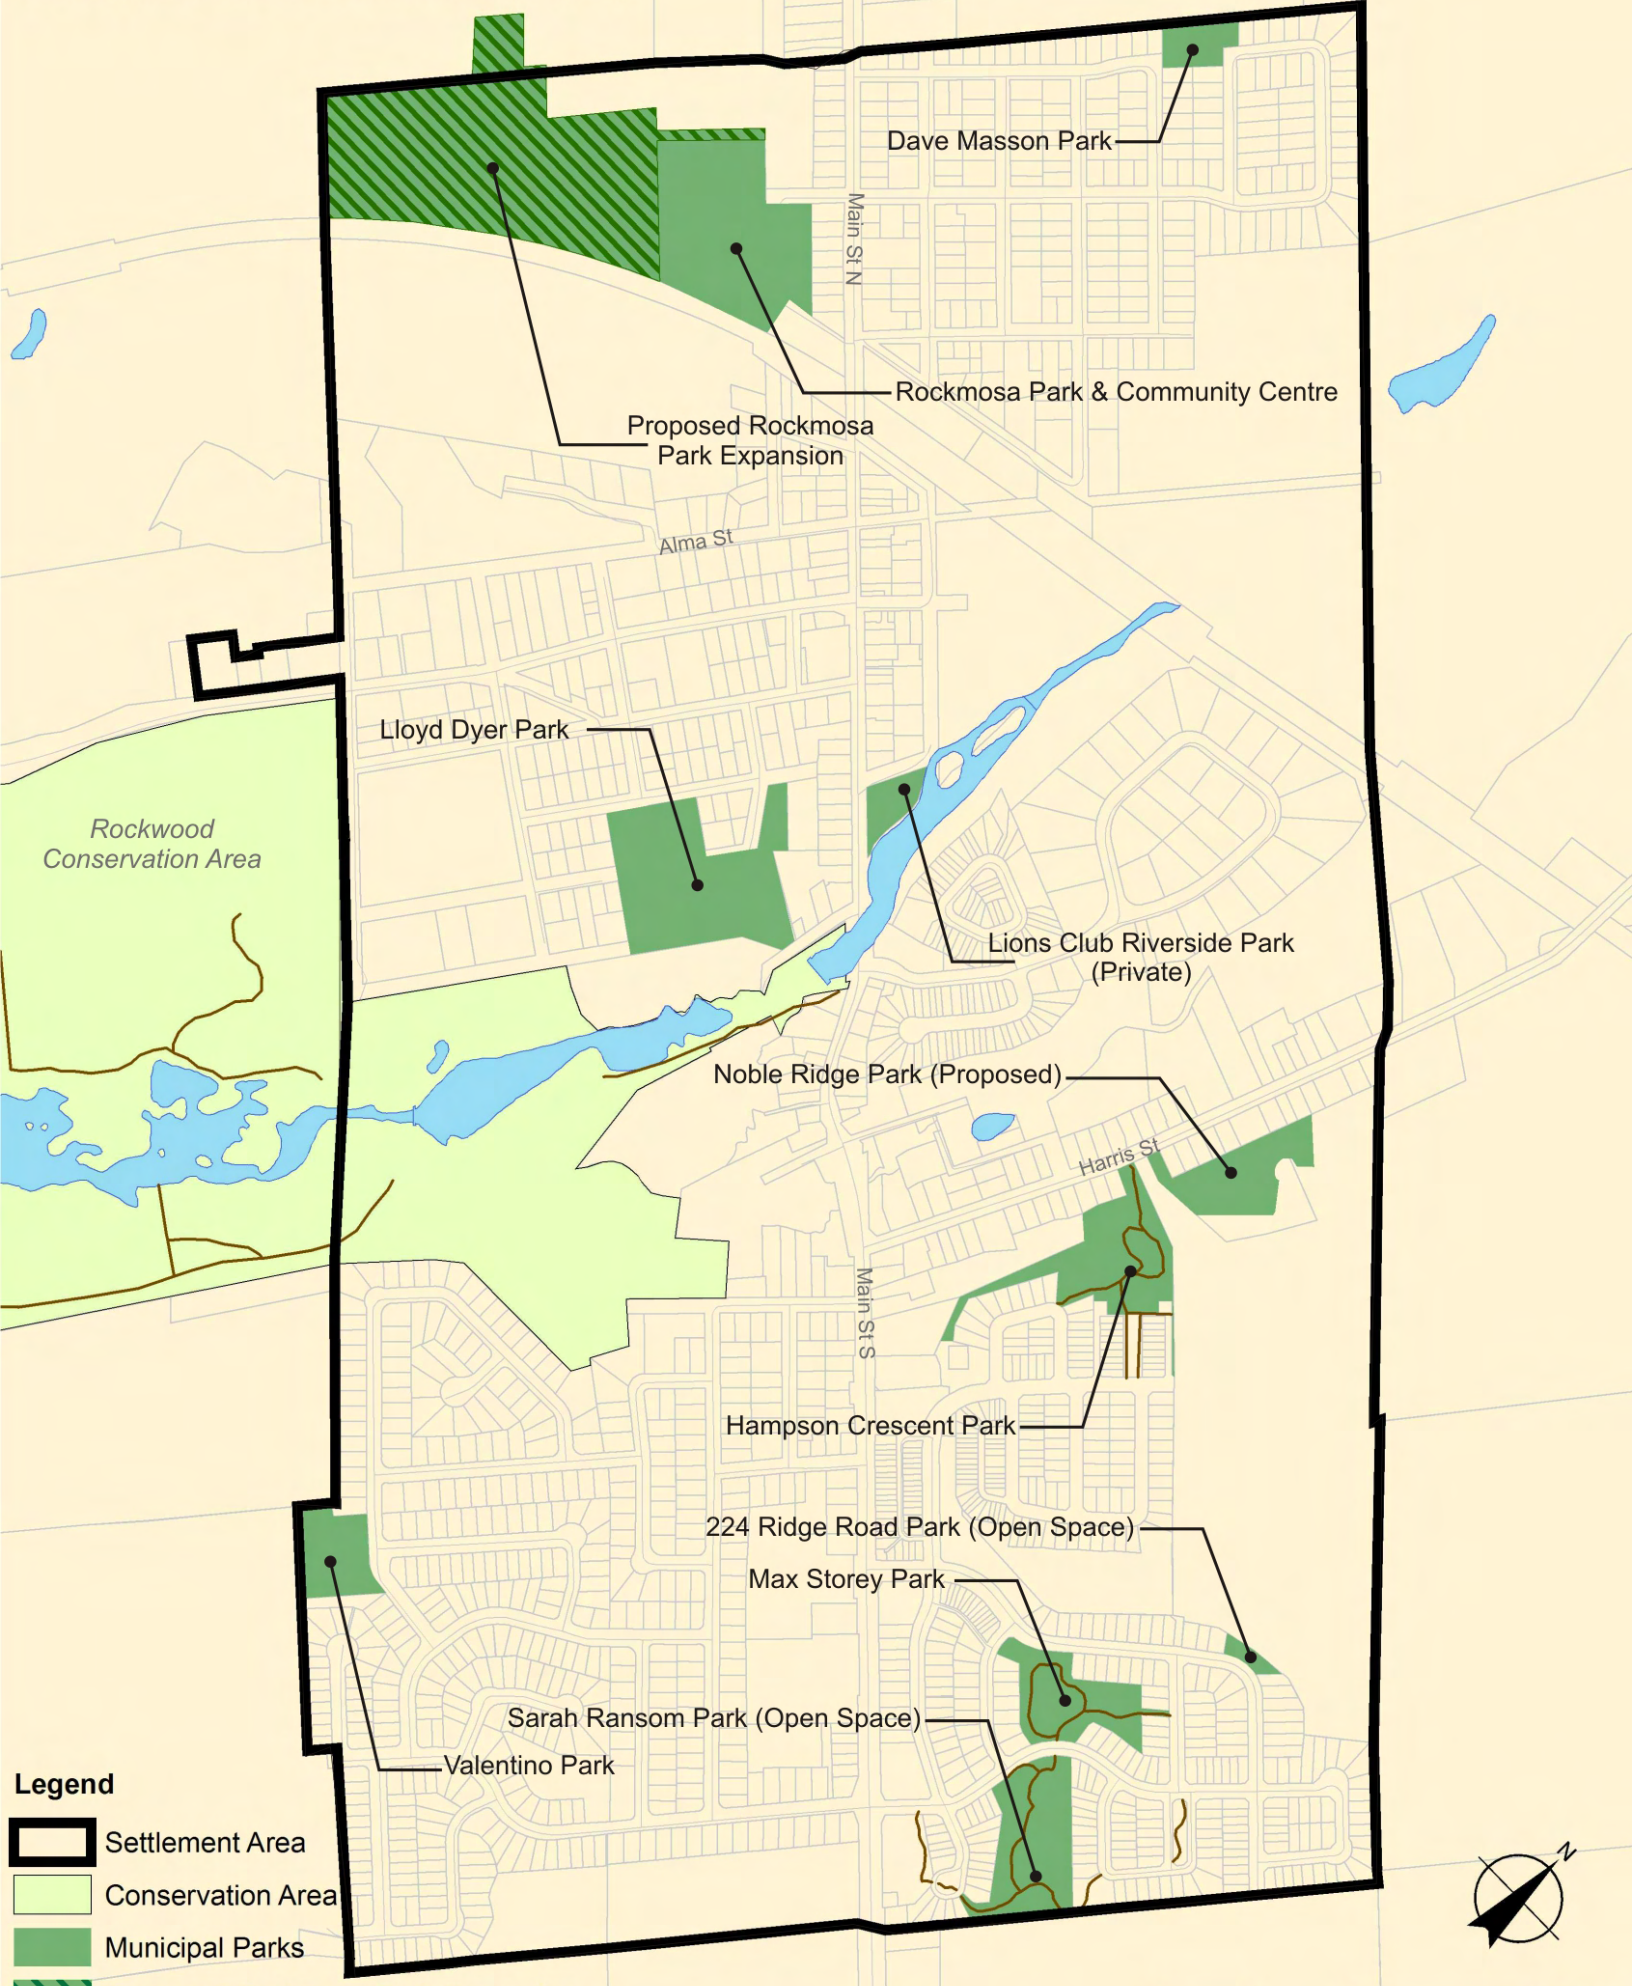 Dave Masson Park
Main St N
Rockmosa Park & Community Centre
Proposed Rockmosa
Park Expansion
Alma St
Lloyd Dyer Park
Rockwood
Conservation Area
Lions Club Riverside Park
(Private)
Noble Ridge Park (Proposed)
Harris St
Main St S
Hampson Crescent Park
224 Ridge Road Park (Open Space)
Max Storey Park
Sarah Ransom Park (Open Space)
Valentino Park
Legend
Settlement Area
Conservation Area
Municipal Parks
N